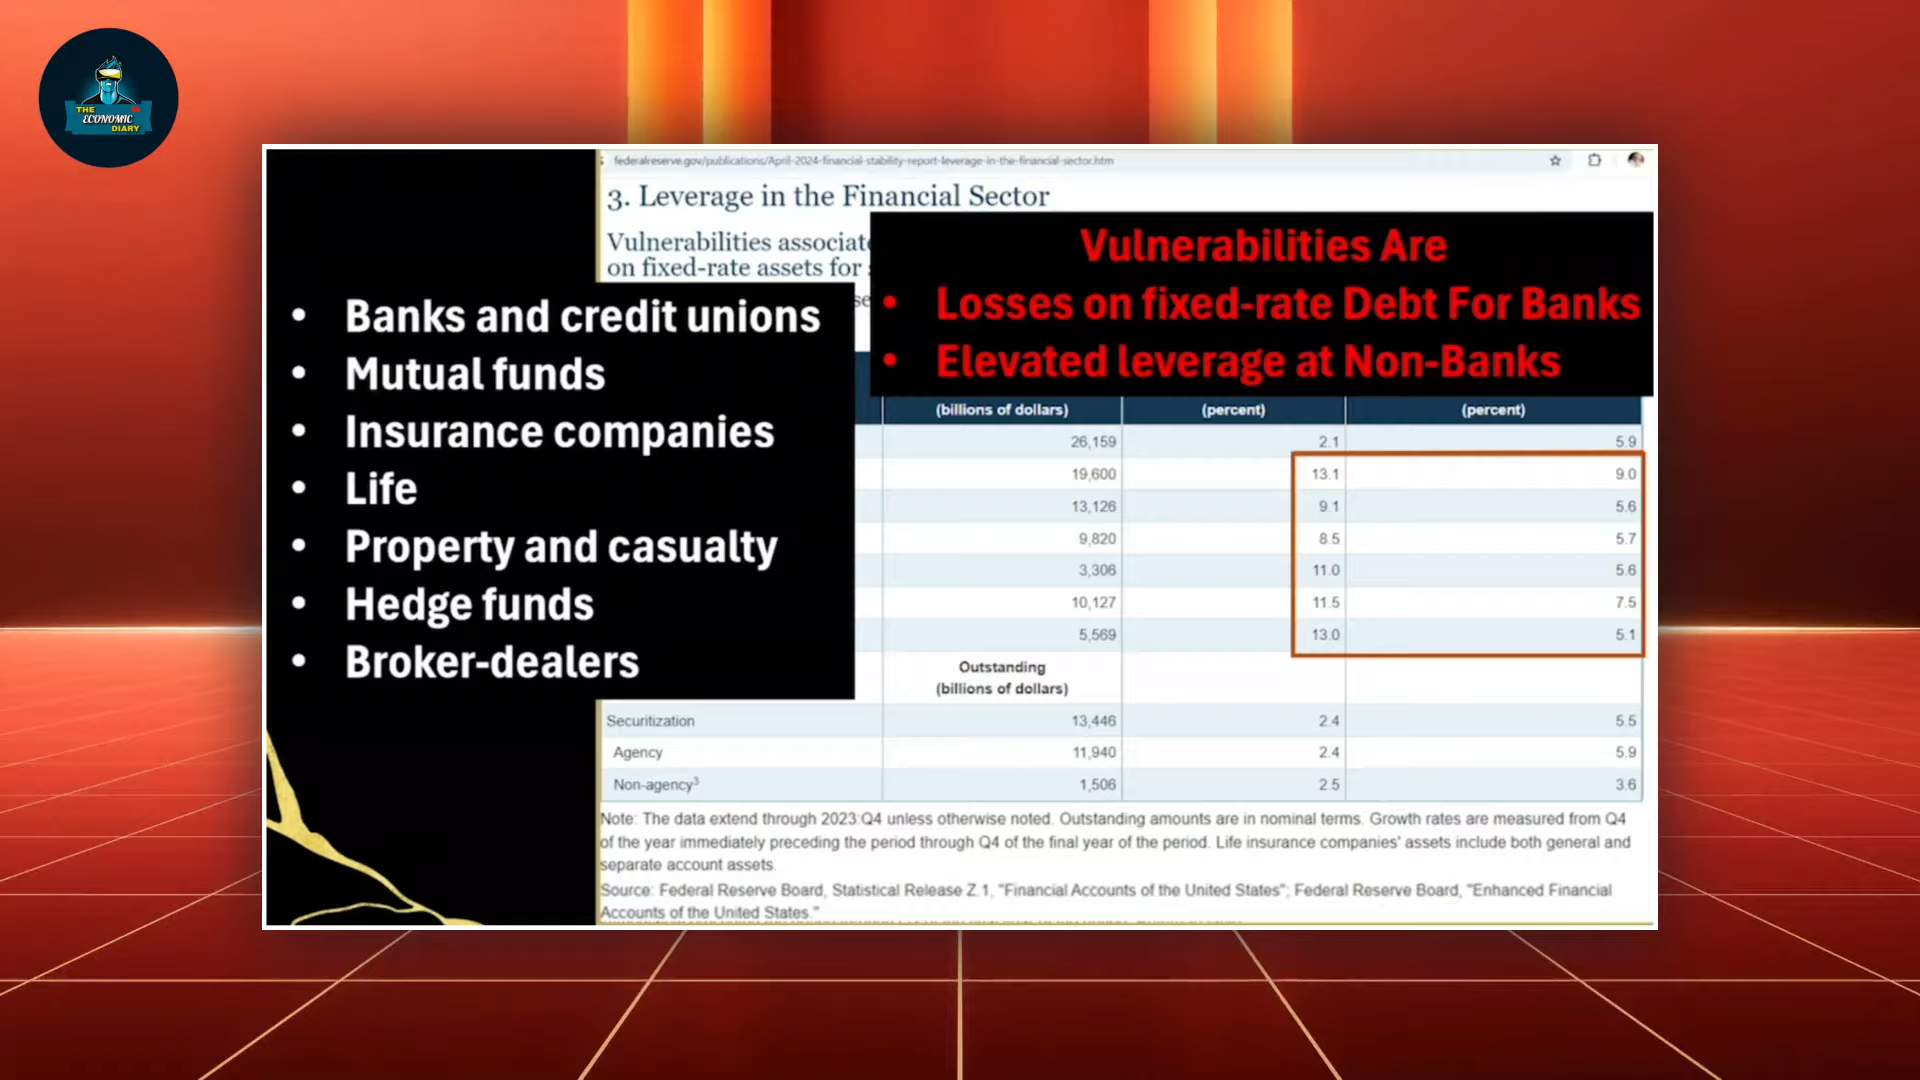 THE
ECONOMIC
DIARY
federalreserve.gov/publications/April-2024-financial-stability-report-leverage-in-the-financial-sector.htm
3. Leverage in the Financial Sector
Vulnerabilities associate
on fixed-rate assets for
Vulnerabilities Are
• Losses on fixed-rate Debt For Banks
• Elevated leverage at Non-Banks
• Banks and credit unions
• Mutual funds
• Insurance companies
• Life
• Property and casualty
• Hedge funds
• Broker-dealers
(billions of dollars) (percent) (percent)
26,159 2.1 5.9
19,600 13.1 9.0
13,126 9.1 5.6
9,820 8.5 5.7
3,306 11.0 5.6
10,127 11.5 7.5
5,569 13.0 5.1
Outstanding
(billions of dollars)
Securitization 13,446 2.4 5.5
Agency 11,940 2.4 5.9
Non-agency3 1,506 2.5 3.6
Note: The data extend through 2023:Q4 unless otherwise noted. Outstanding amounts are in nominal terms. Growth rates are measured from Q4
of the year immediately preceding the period through Q4 of the final year of the period. Life insurance companies' assets include both general and
separate account assets.
Source: Federal Reserve Board, Statistical Release Z.1, "Financial Accounts of the United States"; Federal Reserve Board, "Enhanced Financial
Accounts of the United States."